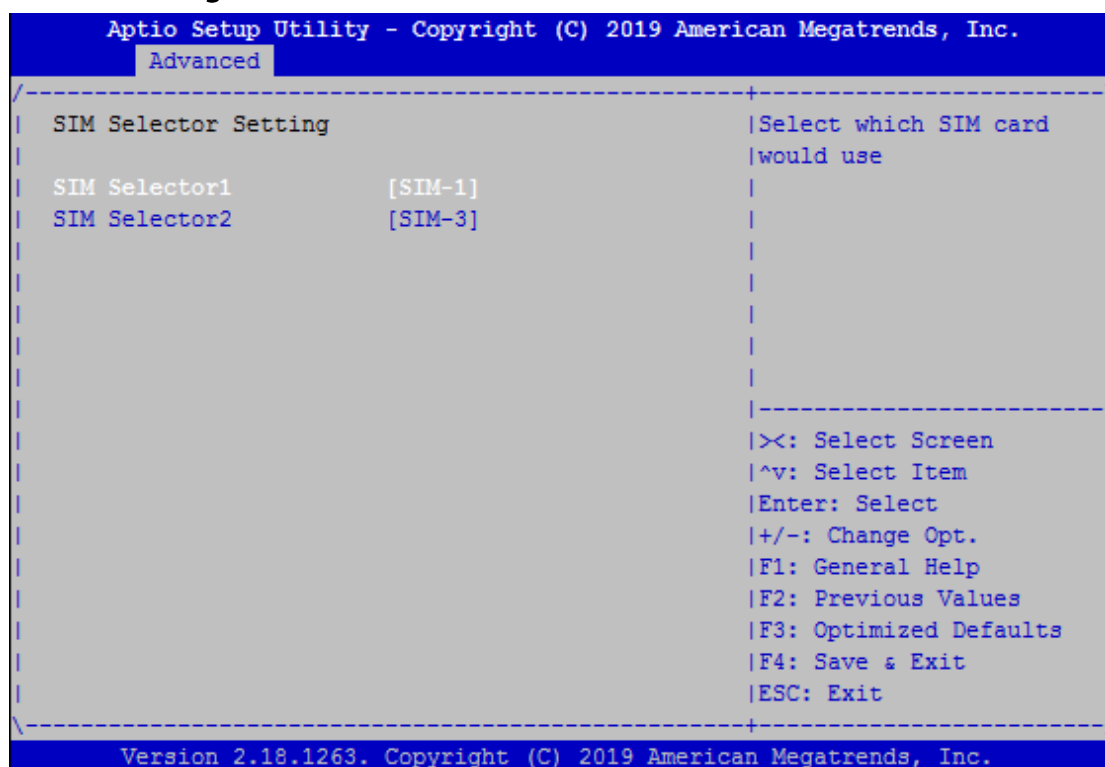 Aptio Setup Utility - Copyright (C) 2019 American Megatrends, Inc.
Advanced
/----------------------------------------------------+-------------------------
| SIM Selector Setting |Select which SIM card
| |would use
| SIM Selector1 [SIM-1] |
| SIM Selector2 [SIM-3] |
| |
| |
| |
| |
| |
| |-------------------------
| |><: Select Screen
| |^v: Select Item
| |Enter: Select
| |+/-: Change Opt.
| |F1: General Help
| |F2: Previous Values
| |F3: Optimized Defaults
| |F4: Save & Exit
| |ESC: Exit
\----------------------------------------------------+-------------------------
Version 2.18.1263. Copyright (C) 2019 American Megatrends, Inc.